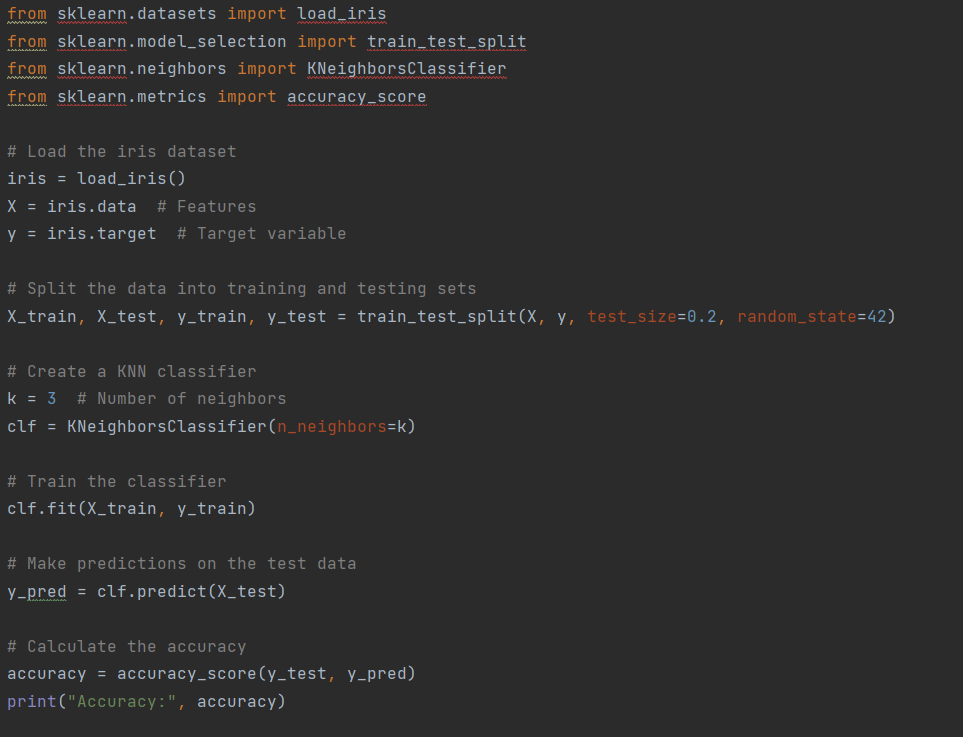 from sklearn.datasets import load_iris
from sklearn.model_selection import train_test_split
from sklearn.neighbors import KNeighborsClassifier
from sklearn.metrics import accuracy_score

# Load the iris dataset
iris = load_iris()
X = iris.data  # Features
y = iris.target  # Target variable

# Split the data into training and testing sets
X_train, X_test, y_train, y_test = train_test_split(X, y, test_size=0.2, random_state=42)

# Create a KNN classifier
k = 3  # Number of neighbors
clf = KNeighborsClassifier(n_neighbors=k)

# Train the classifier
clf.fit(X_train, y_train)

# Make predictions on the test data
y_pred = clf.predict(X_test)

# Calculate the accuracy
accuracy = accuracy_score(y_test, y_pred)
print("Accuracy:", accuracy)